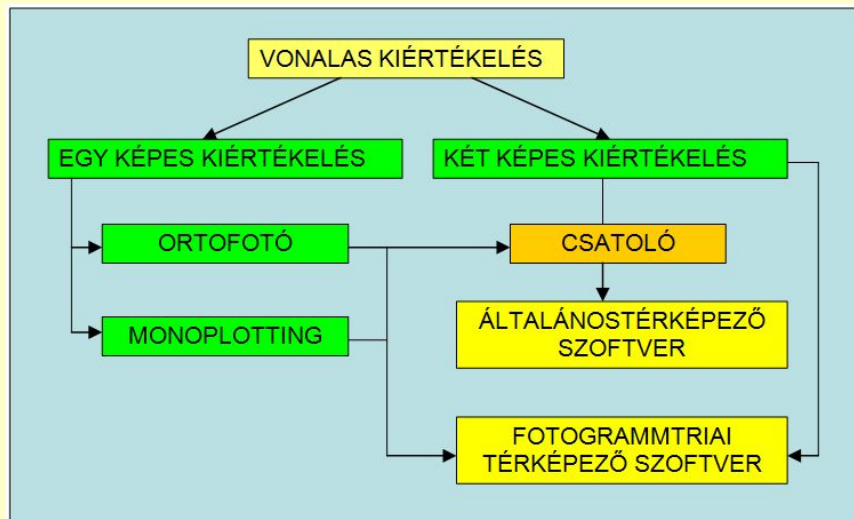 VONALAS KIÉRTÉKELÉS
EGY KÉPES KIÉRTÉKELÉS
KÉT KÉPES KIÉRTÉKELÉS
ORTOFOTÓ
CSATOLÓ
MONOPLOTTING
ÁLTALÁNOSTÉRKÉPEZŐ
SZOFTVER
FOTOGRAMMTRIAI
TÉRKÉPEZŐ SZOFTVER